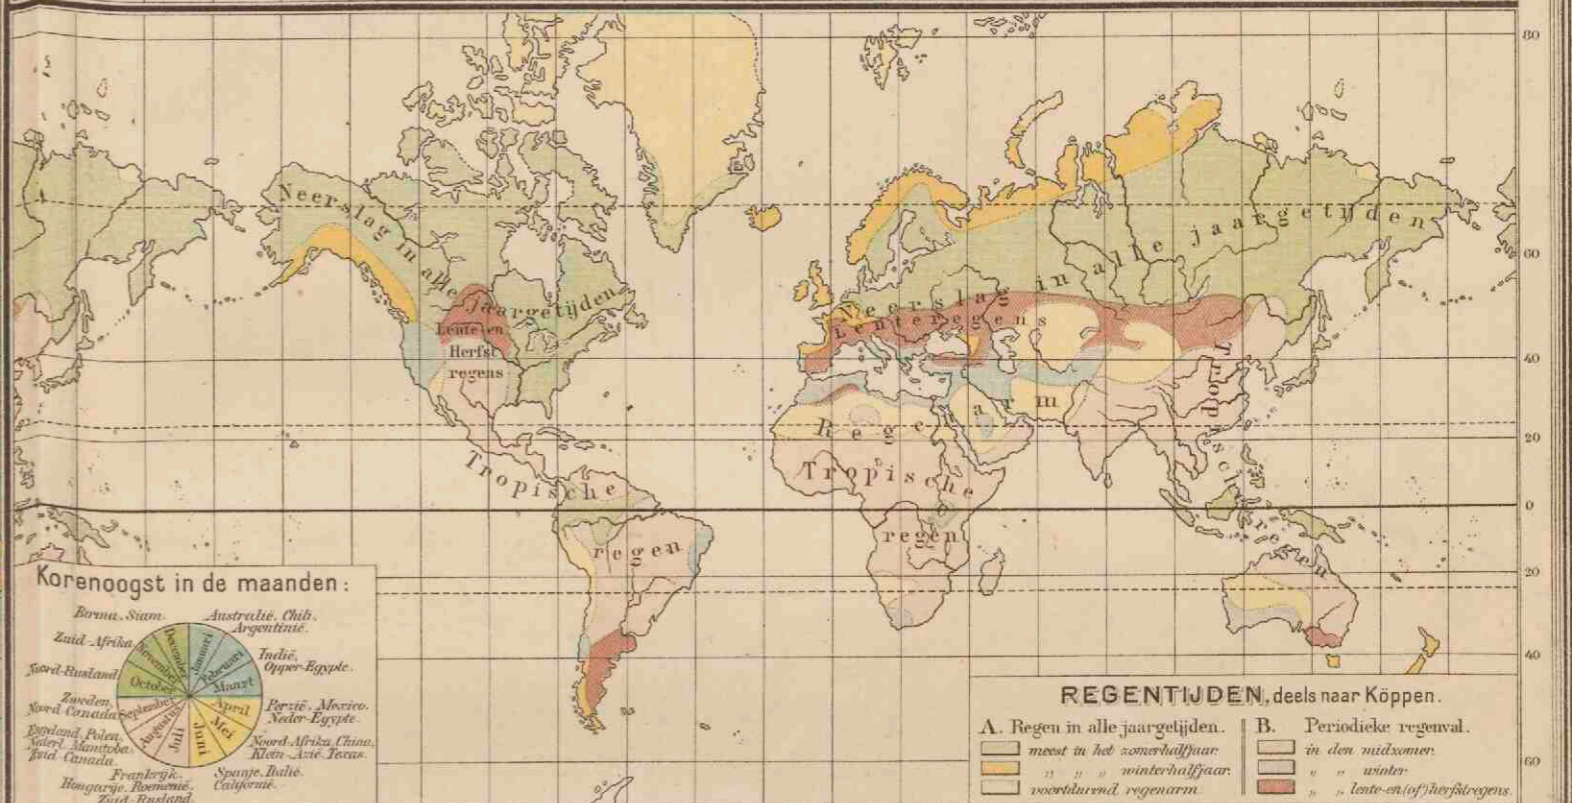 80
60
40
20
0
20
40
60
Neerslag in alle jaargetijden
Lente-en
Herfst
regens
Neerslag in alle jaargetijden
Lenteregens
Regenarm
Tropische
regen
Tropische
regen
Tropische regen
Korenoogst in de maanden:
Birma. Siam.
Australië. Chili.
Argentinië.
Zuid-Afrika
Indië,
Opper-Egypte.
Noord-Rusland
Zweden,
Noord-Canada
Perzië. Mexico.
Neder-Egypte.
Engeland. Polen.
Nederl. Manitoba.
Zuid-Canada.
Noord-Afrika. China.
Klein-Azië. Texas.
Frankrijk.
Hongarije. Roemenië.
Zuid-Rusland.
Spanje. Italië.
Californië.
Januari
Februari
Maart
April
Mei
Juni
Juli
Augustus
September
October
November
December
REGENTIJDEN, deels naar Köppen.
A. Regen in alle jaargetijden.
meest in het zomerhalfjaar.
" " " winterhalfjaar.
voortdurend regenarm
B. Periodieke regenval.
in den midzomer.
" " winter
" " lente-en(of)herfstregens.